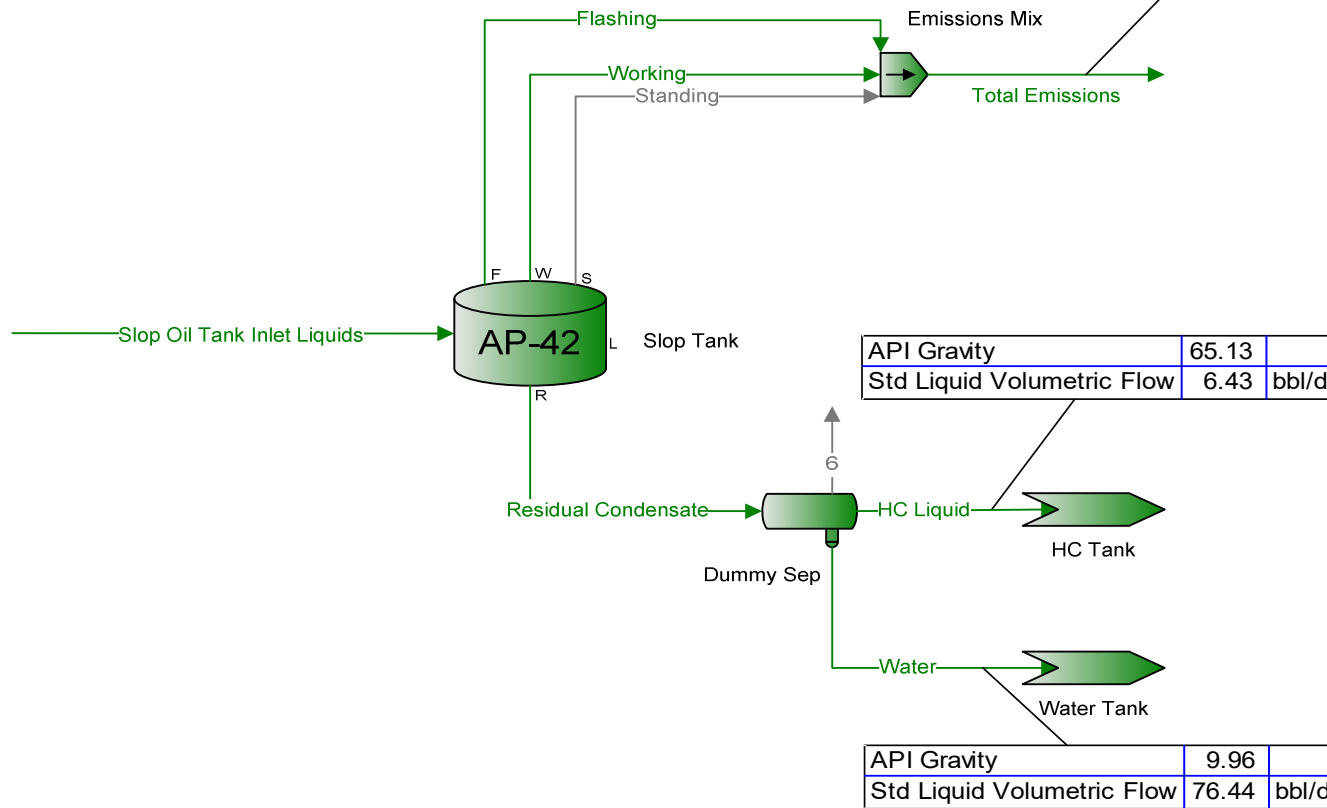 Flashing
Emissions Mix
Working
Standing
Total Emissions
F
W
S
Slop Oil Tank Inlet Liquids
AP-42
L
Slop Tank
R
API Gravity 65.13
Std Liquid Volumetric Flow 6.43 bbl/d
6
Residual Condensate
HC Liquid
HC Tank
Dummy Sep
Water
Water Tank
API Gravity 9.96
Std Liquid Volumetric Flow 76.44 bbl/d